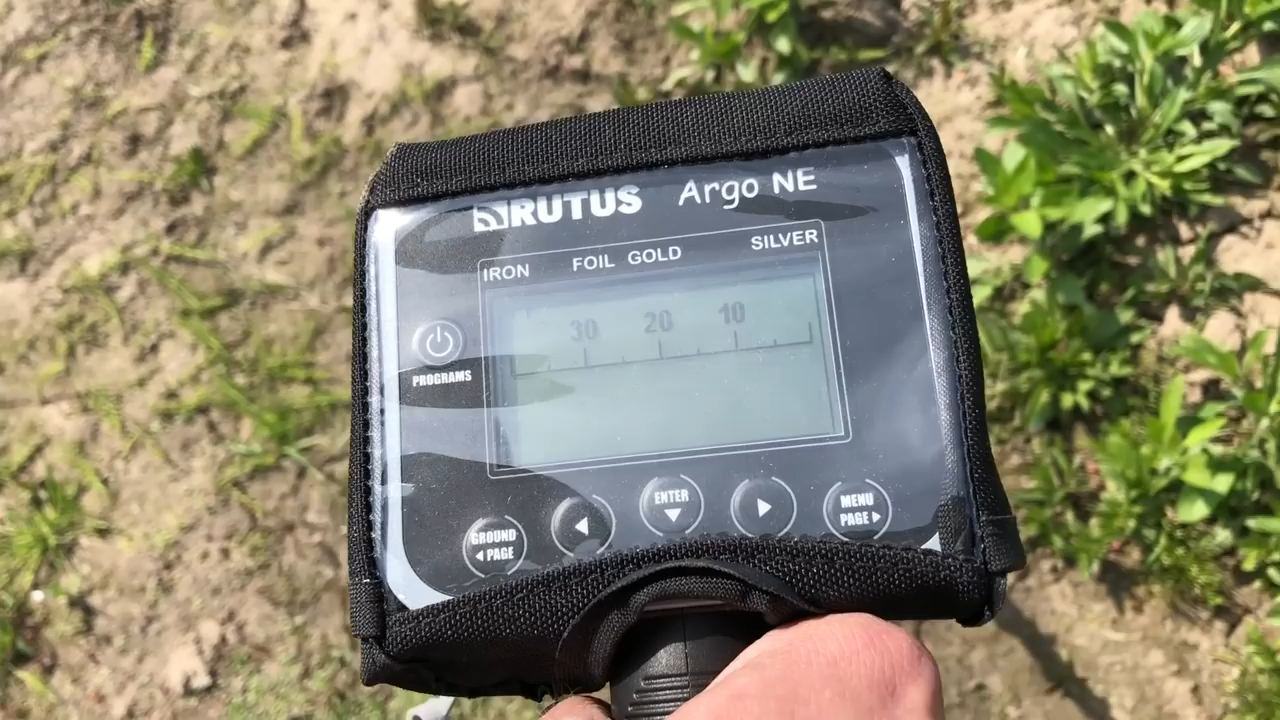 RUTUS Argo NE
IRON FOIL GOLD SILVER
30 20 10
PROGRAMS
GROUND
◄ PAGE
◄
ENTER
▼
►
MENU
PAGE ►